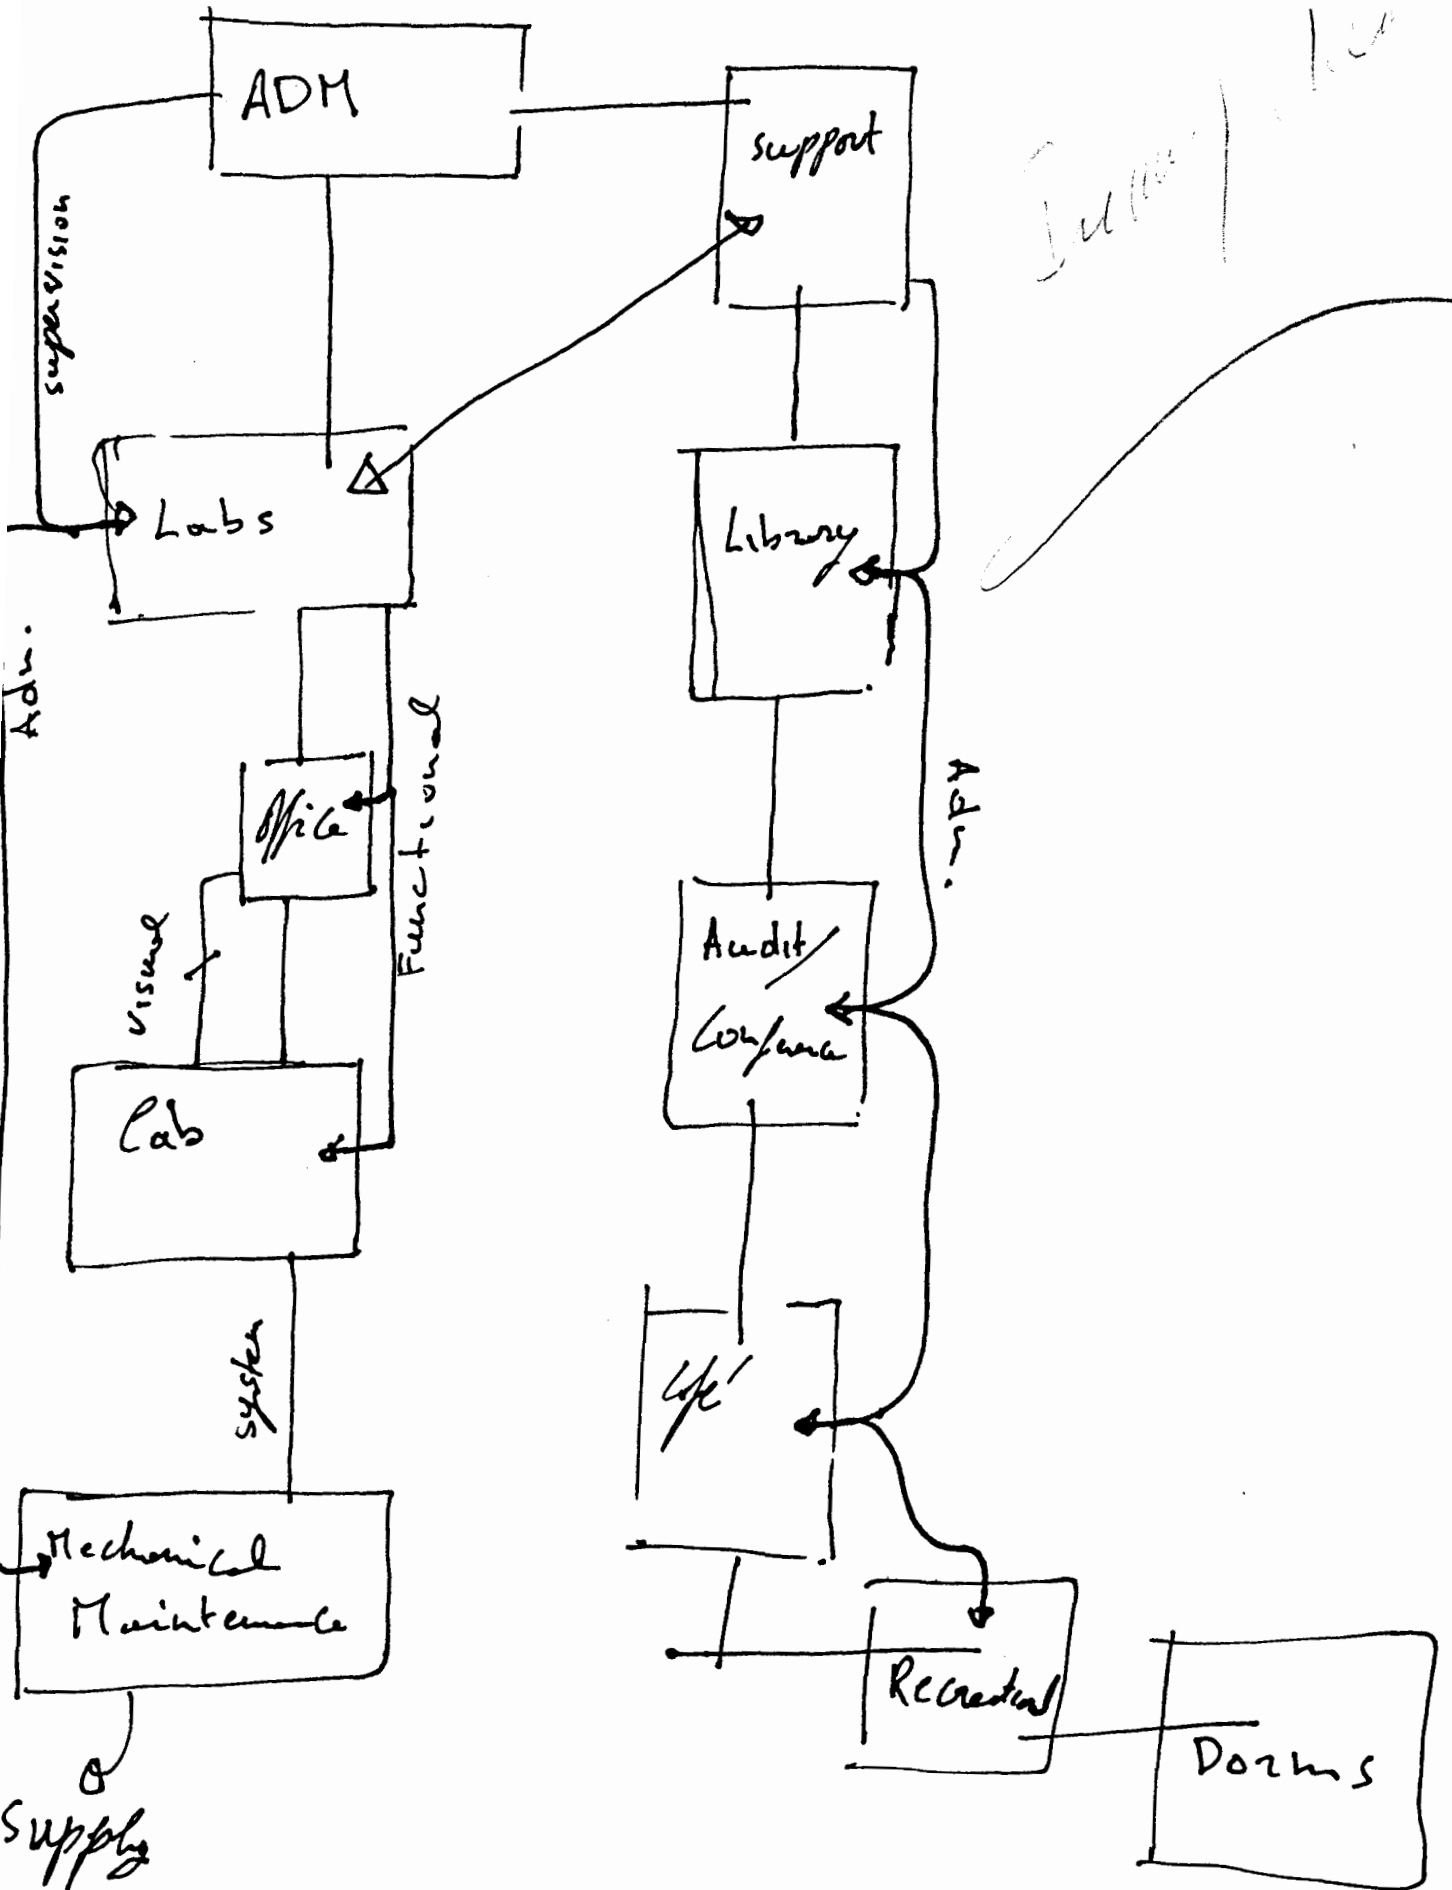 ADM
support
supervision
Labs
Library
Adm.
Functional
Office
Adm.
visual
Audit/
Conference
Lab
system
Café
Mechanical
Maintenance
Recreational
Dorms
Supply